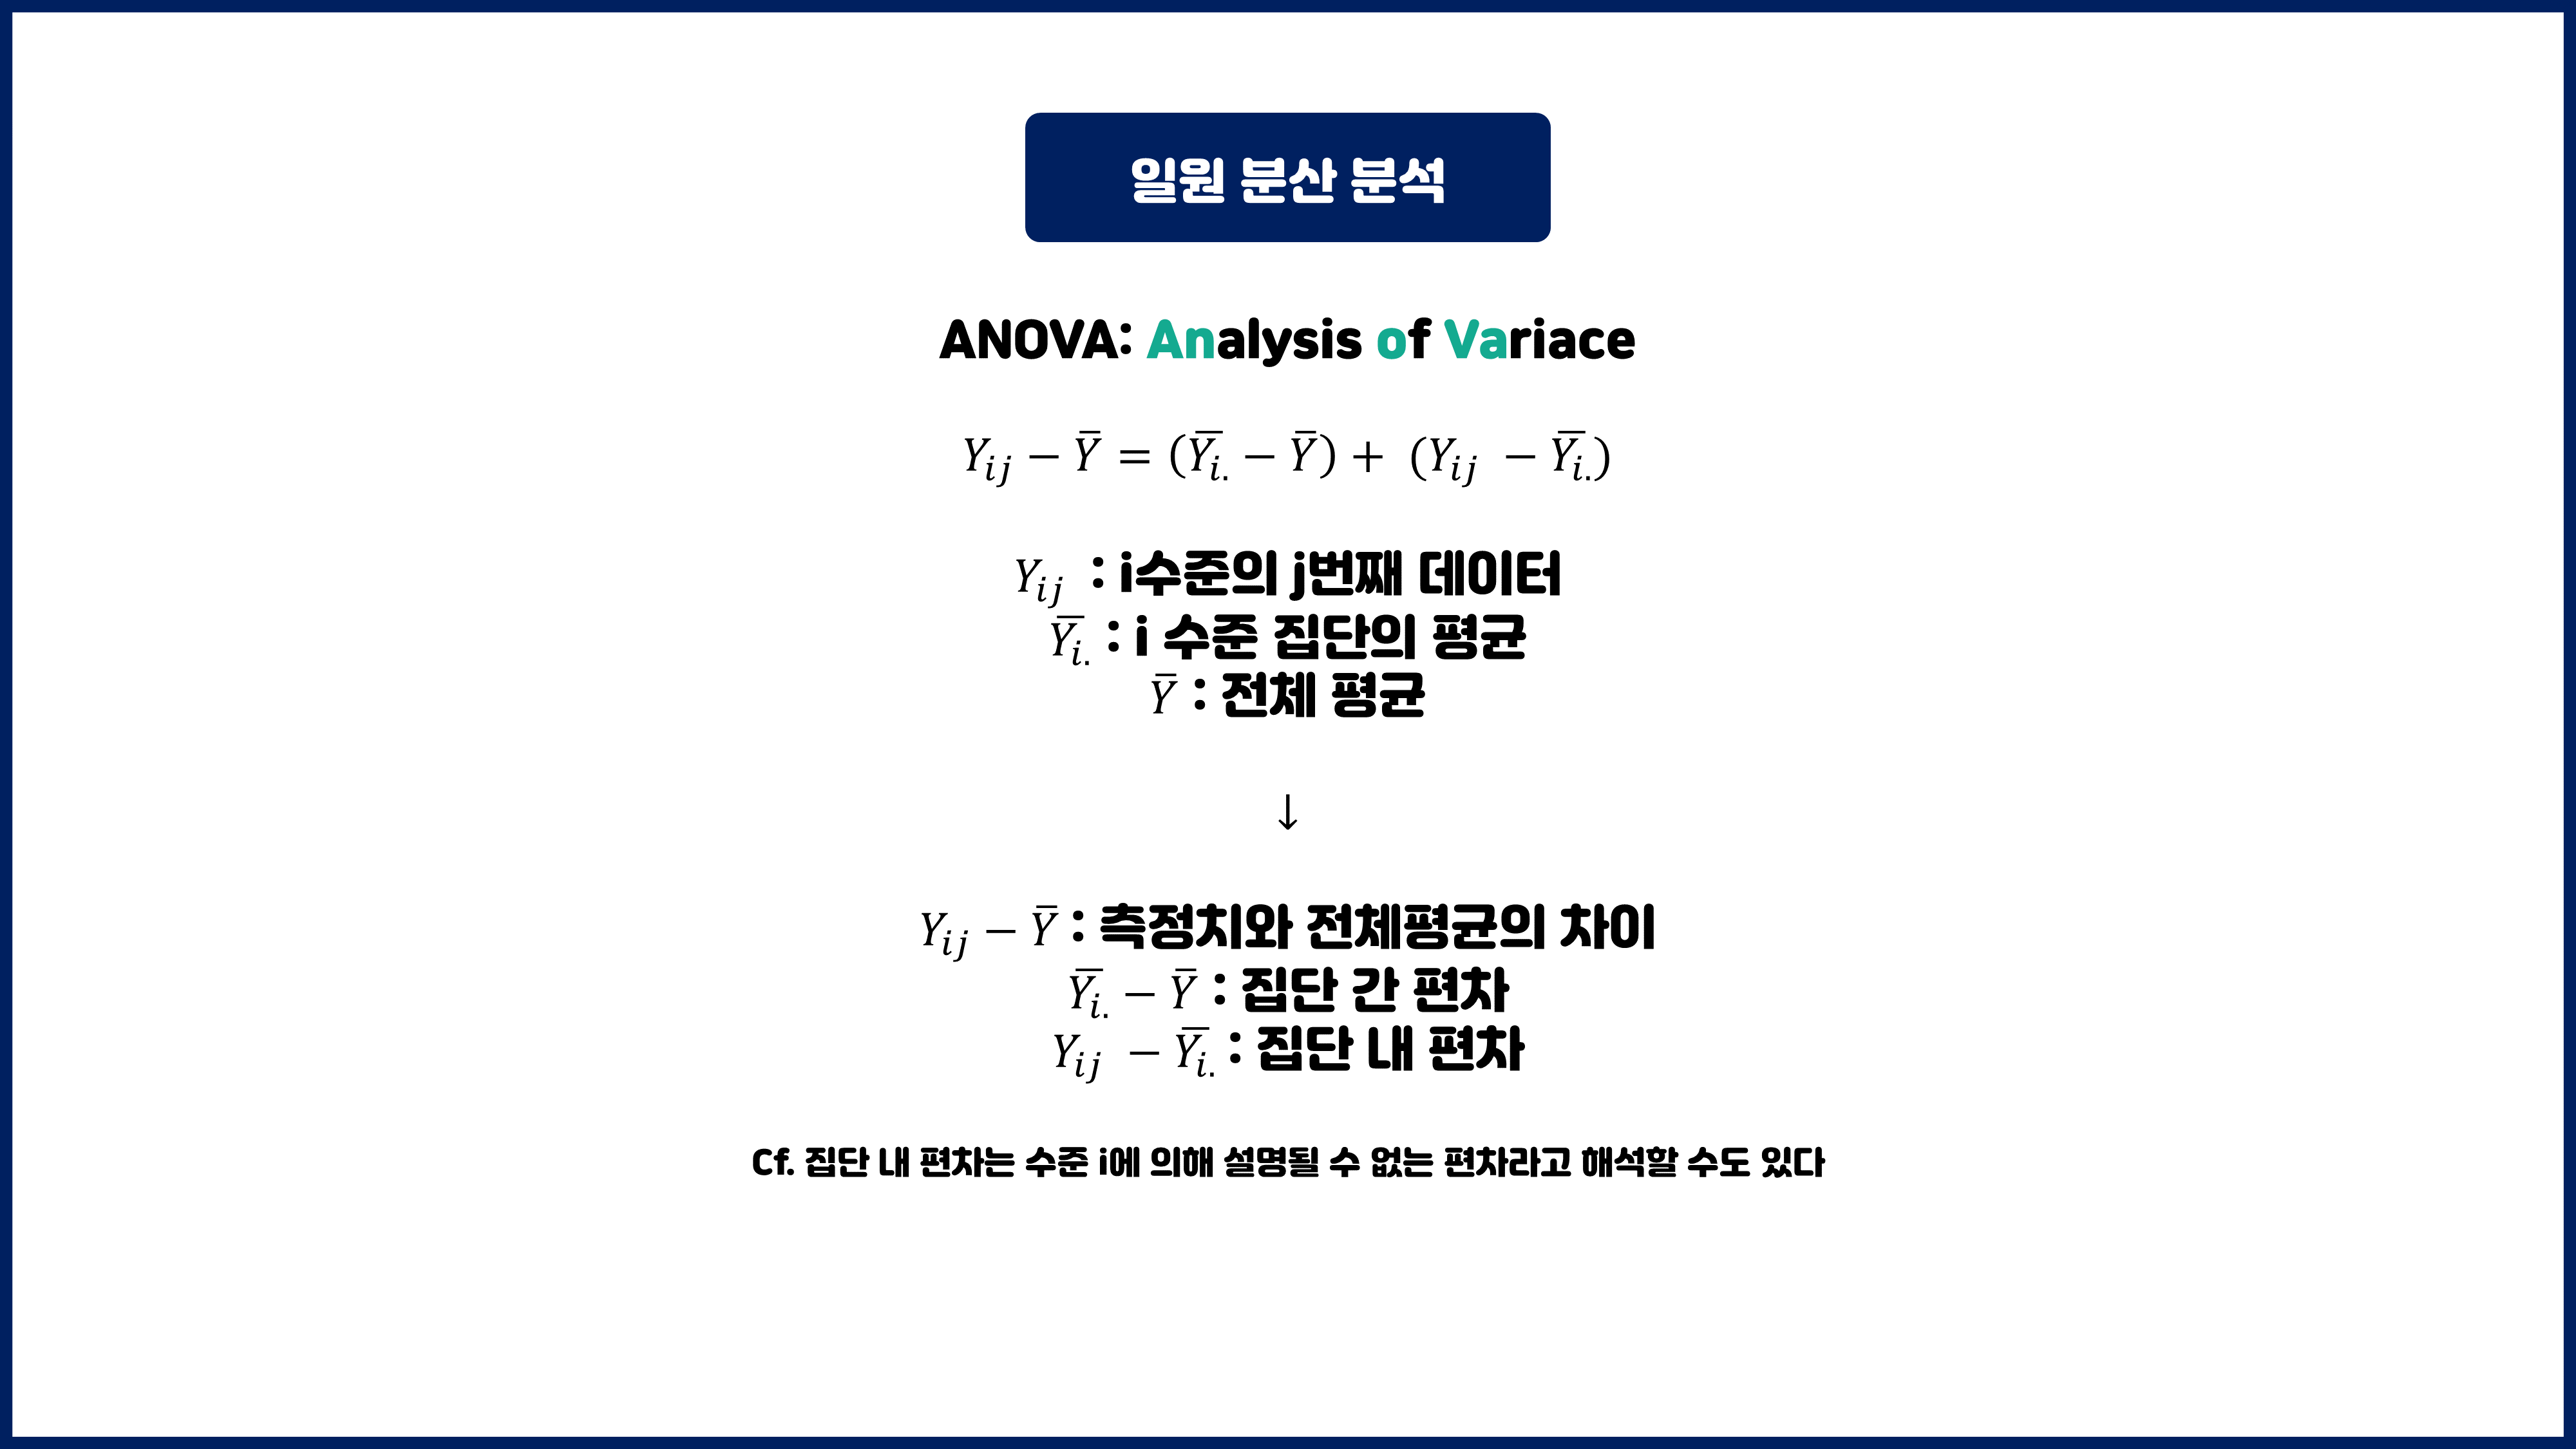 일원 분산 분석
ANOVA: Analysis of Variace
$Y_{ij} - \bar{Y} = (\overline{Y_{i.}} - \bar{Y}) + (Y_{ij} - \overline{Y_{i.}})$
$Y_{ij}$ : i수준의 j번째 데이터
$\overline{Y_{i.}}$ : i 수준 집단의 평균
$\bar{Y}$ : 전체 평균
↓
$Y_{ij} - \bar{Y}$ : 측정치와 전체평균의 차이
$\overline{Y_{i.}} - \bar{Y}$ : 집단 간 편차
$Y_{ij} - \overline{Y_{i.}}$ : 집단 내 편차
Cf. 집단 내 편차는 수준 i에 의해 설명될 수 없는 편차라고 해석할 수도 있다